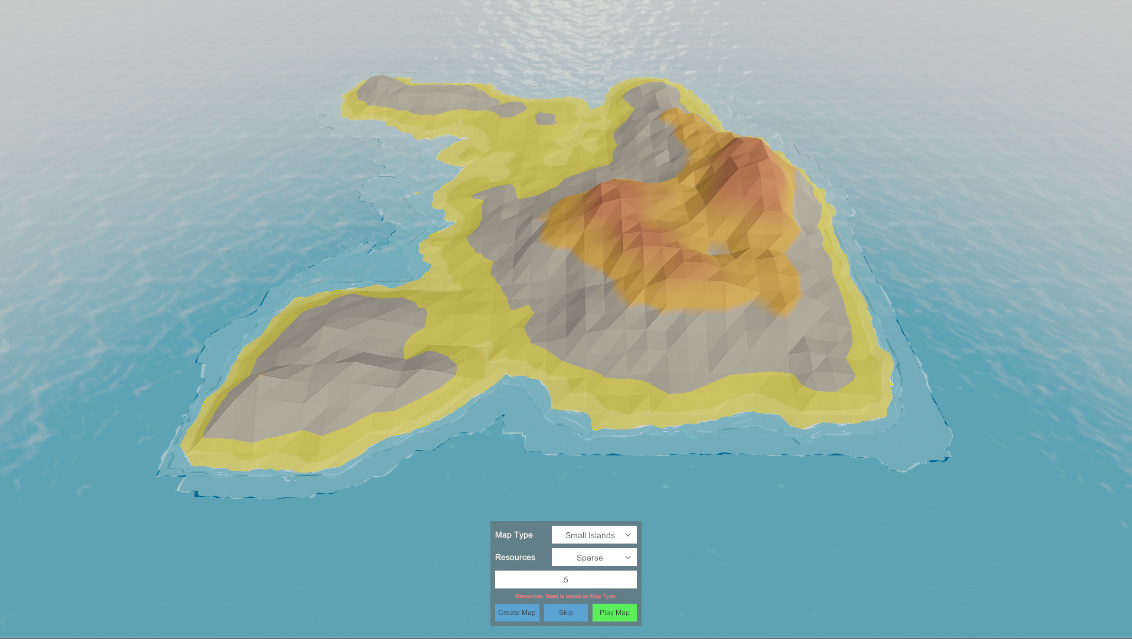 Map Type
Small Islands
Resources
Sparse
5
Remember: Seed is based on Map Type.
Create Map
Skip
Play Map